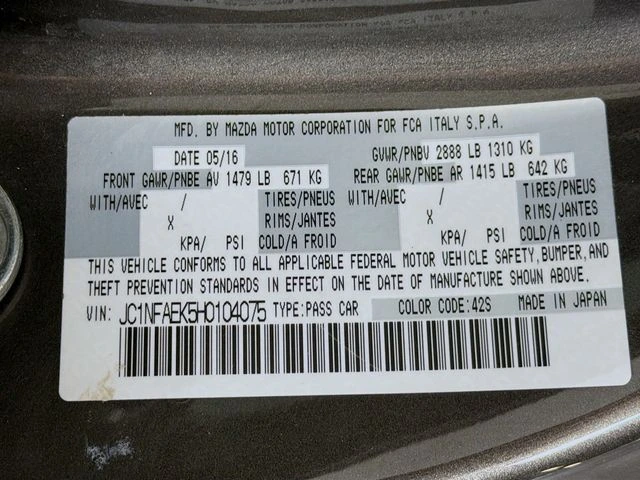 MFD. BY MAZDA MOTOR CORPORATION FOR FCA ITALY S.P.A.
DATE 05/16 GVWR/PNBV 2888 LB 1310 KG
FRONT GAWR/PNBE AV 1479 LB 671 KG REAR GAWR/PNBE AR 1415 LB 642 KG
WITH/AVEC / TIRES/PNEUS WITH/AVEC / TIRES/PNEUS
X RIMS/JANTES X RIMS/JANTES
KPA/ PSI COLD/A FROID KPA/ PSI COLD/A FROID
THIS VEHICLE CONFORMS TO ALL APPLICABLE FEDERAL MOTOR VEHICLE SAFETY, BUMPER, AND
THEFT PREVENTION STANDARDS IN EFFECT ON THE DATE OF MANUFACTURE SHOWN ABOVE.
VIN: JC1NFAEK5H0104075 TYPE:PASS CAR COLOR CODE:42S MADE IN JAPAN